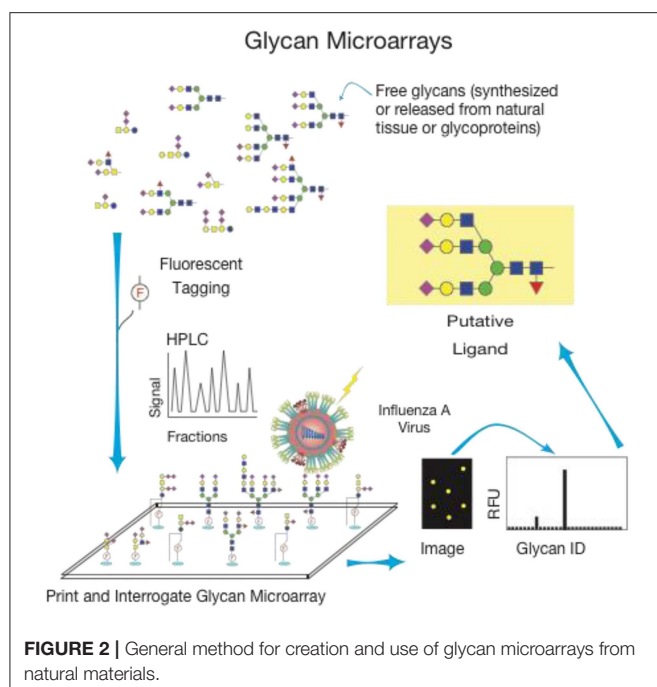 Glycan Microarrays
Free glycans (synthesized
or released from natural
tissue or glycoproteins)
Fluorescent
Tagging
F
HPLC
Signal
Fractions
Putative
Ligand
Influenza A
Virus
RFU
Image
Glycan ID
F
F
F
F
F
F
F
F
F
Print and Interrogate Glycan Microarray
FIGURE 2 | General method for creation and use of glycan microarrays from
natural materials.